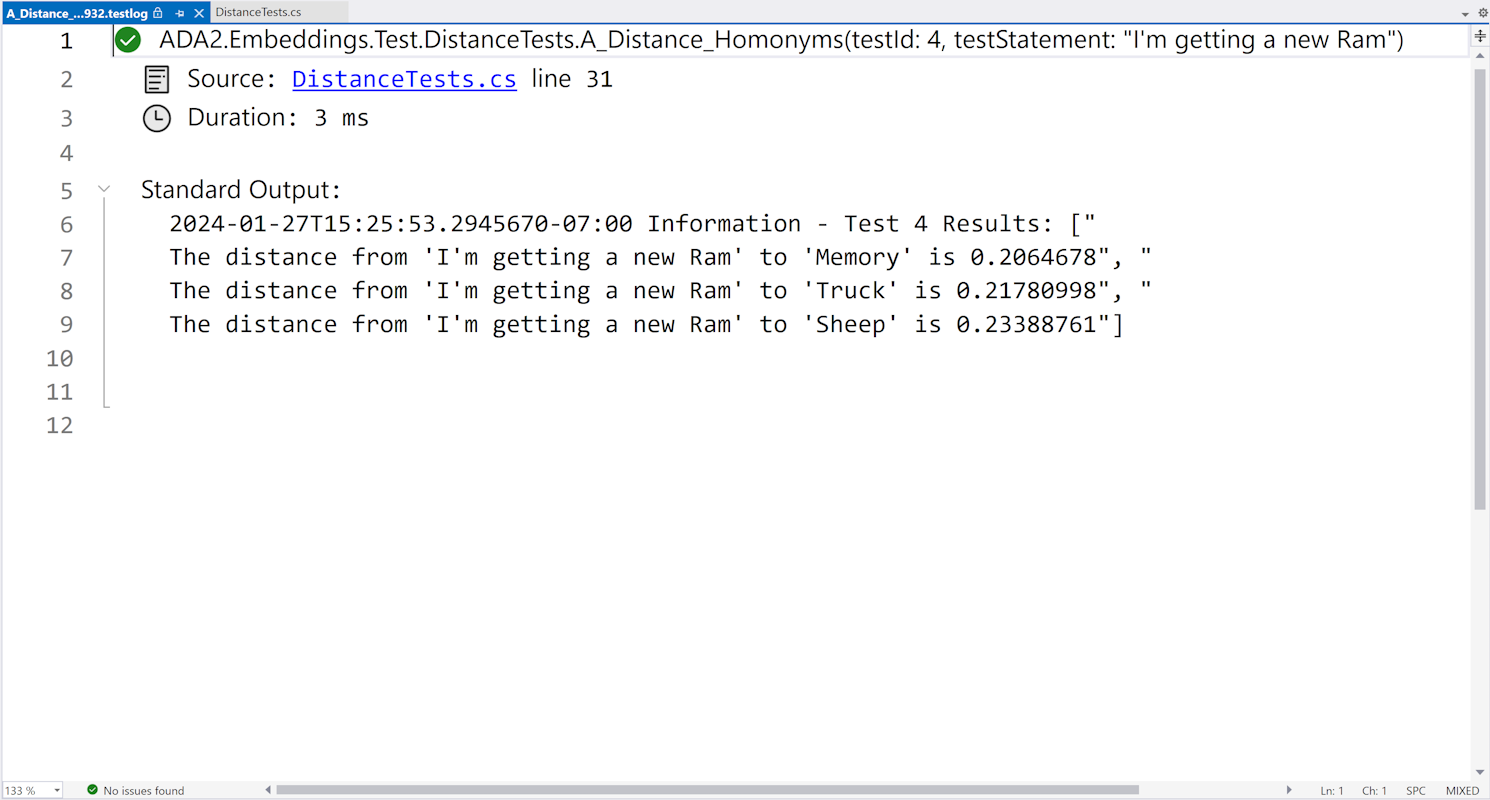 A_Distance_...932.testlog DistanceTests.cs
1 ADA2.Embeddings.Test.DistanceTests.A_Distance_Homonyms(testId: 4, testStatement: "I'm getting a new Ram")
2 Source: DistanceTests.cs line 31
3 Duration: 3 ms
4
5 Standard Output:
6 2024-01-27T15:25:53.2945670-07:00 Information - Test 4 Results: ["
7 The distance from 'I'm getting a new Ram' to 'Memory' is 0.2064678", "
8 The distance from 'I'm getting a new Ram' to 'Truck' is 0.21780998", "
9 The distance from 'I'm getting a new Ram' to 'Sheep' is 0.23388761"]
10
11
12
133 % No issues found Ln: 1 Ch: 1 SPC MIXED